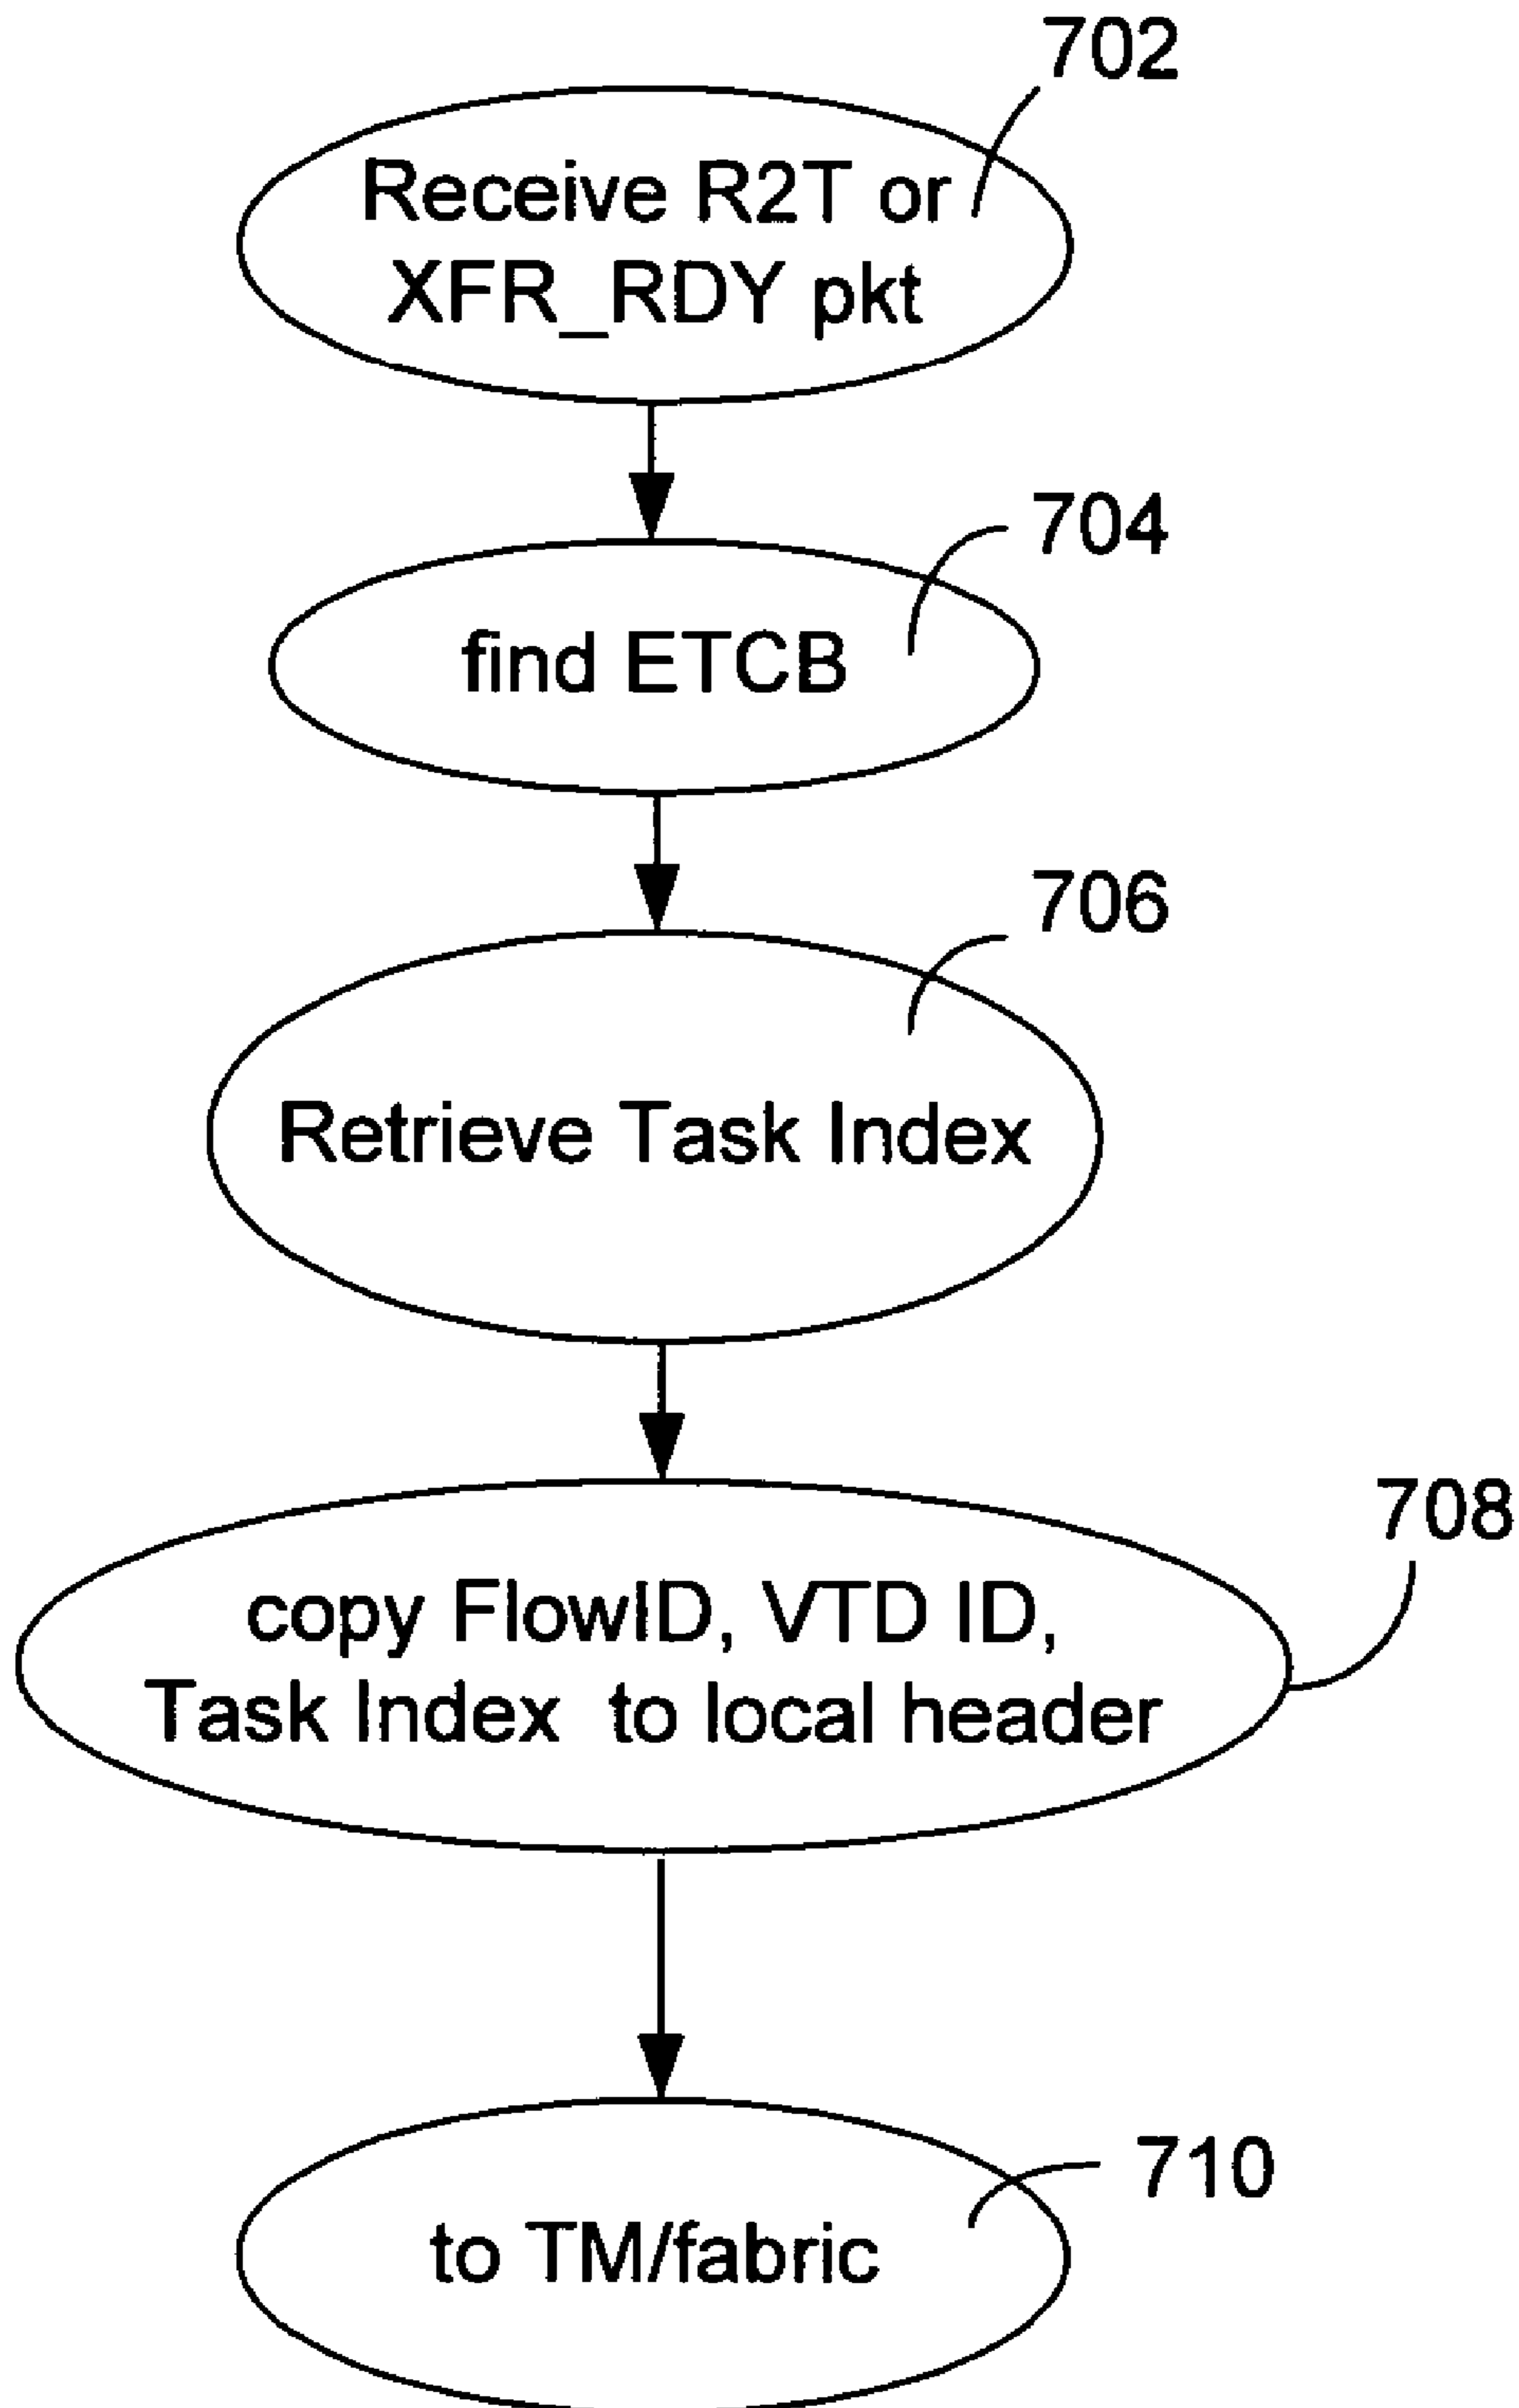 702
Receive R2T or
XFR_RDY pkt
704
find ETCB
706
Retrieve Task Index
708
copy FlowID, VTD ID,
Task Index to local header
710
to TM/fabric